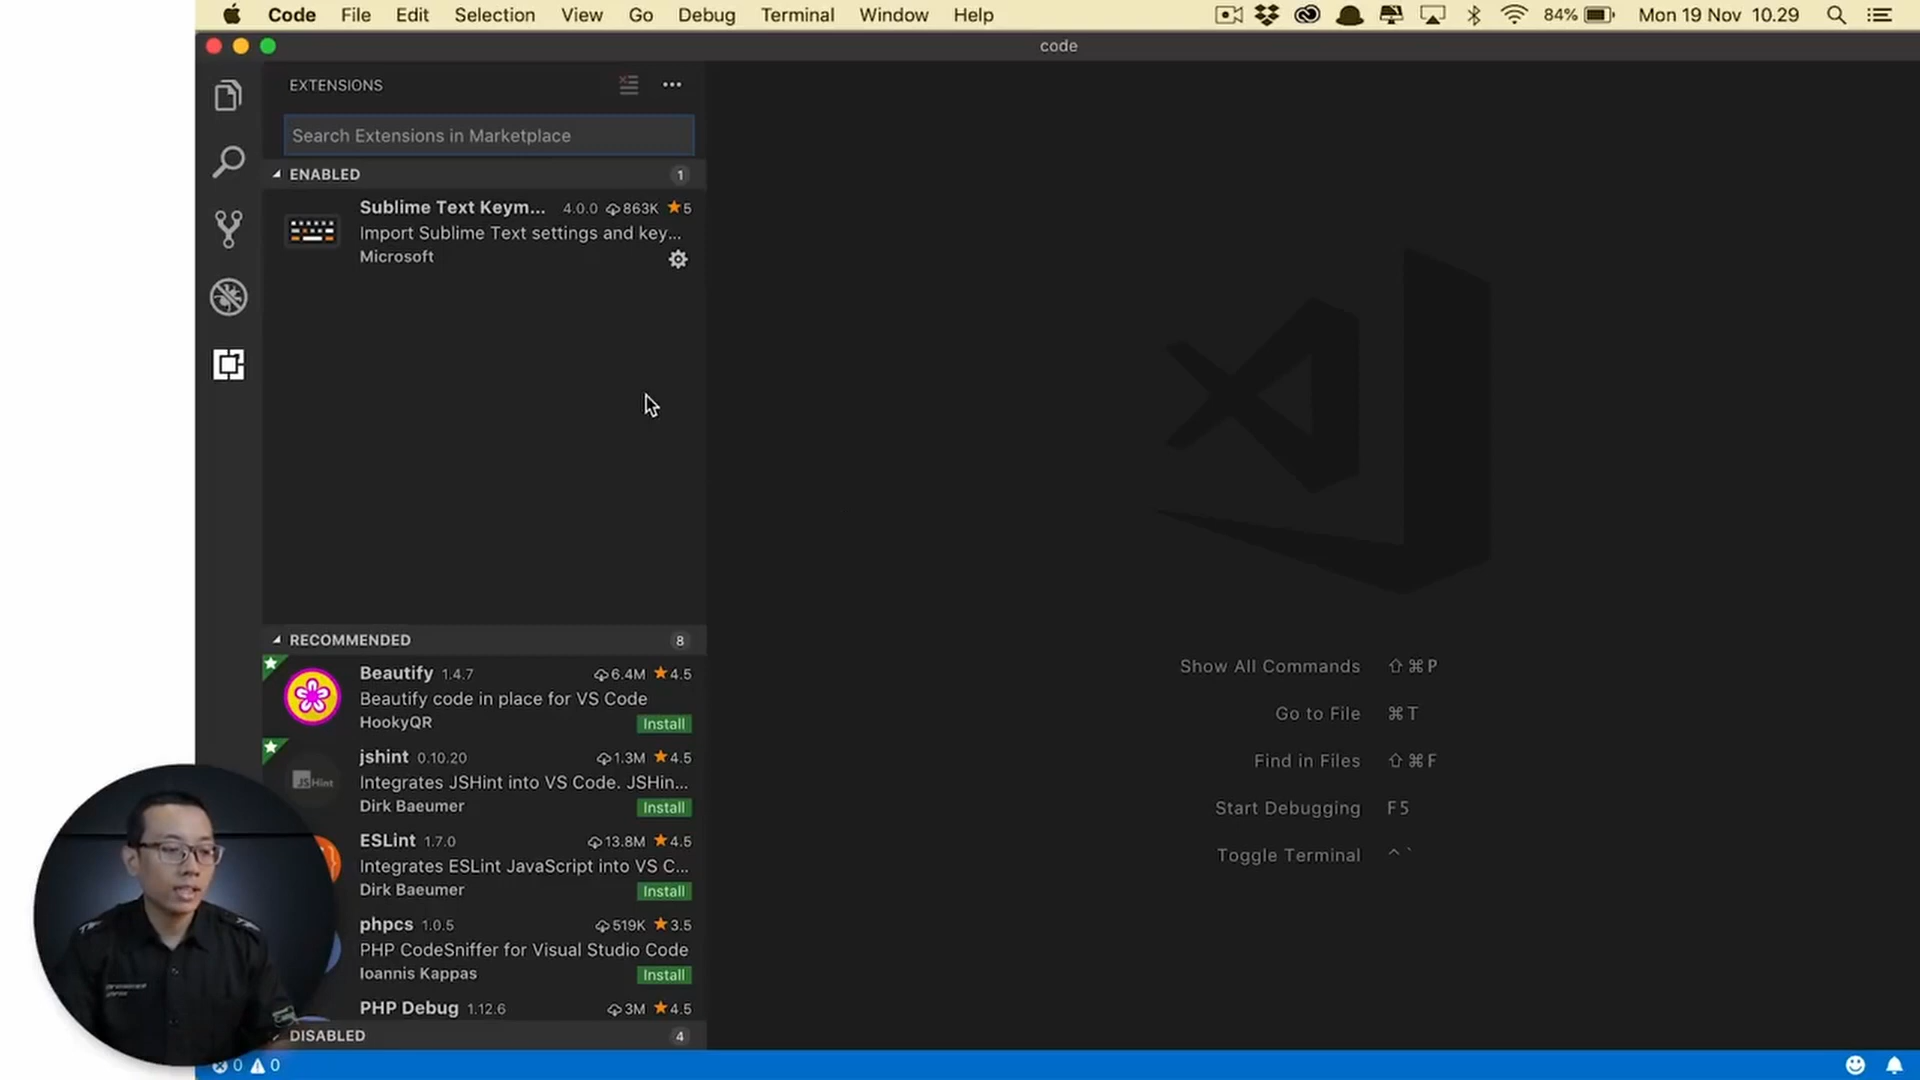 Code File Edit Selection View Go Debug Terminal Window Help 84% Mon 19 Nov 10.29
code
EXTENSIONS
Search Extensions in Marketplace
ENABLED 1
Sublime Text Keym... 4.0.0 863K 5
Import Sublime Text settings and key...
Microsoft
RECOMMENDED 8
Beautify 1.4.7 6.4M 4.5
Beautify code in place for VS Code
HookyQR Install
jshint 0.10.20 1.3M 4.5
JSHint
Integrates JSHint into VS Code. JSHin...
Dirk Baeumer Install
ESLint 1.7.0 13.8M 4.5
Integrates ESLint JavaScript into VS C...
Dirk Baeumer Install
phpcs 1.0.5 519K 3.5
PHP CodeSniffer for Visual Studio Code
Ioannis Kappas Install
PHP Debug 1.12.6 3M 4.5
DISABLED 4
0 0
Show All Commands ⇧⌘P
Go to File ⌘T
Find in Files ⇧⌘F
Start Debugging F5
Toggle Terminal ⌃`